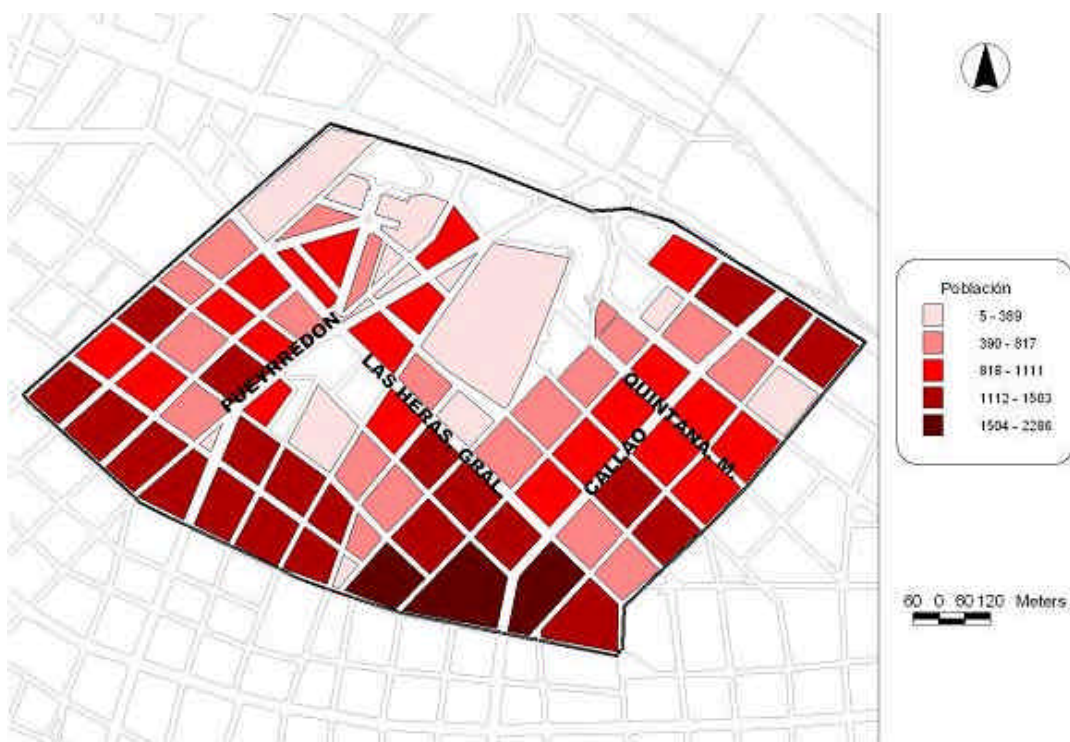 PUEYRREDON
LAS HERAS, GRAL
CALLAO
QUINTANA, M.
Población
5 - 389
390 - 817
818 - 1111
1112 - 1503
1504 - 2286
60 0 60 120 Meters